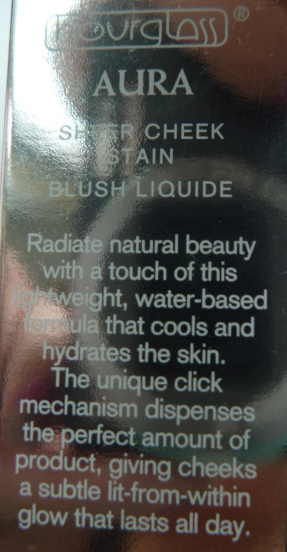 hourglass®
AURA
SHEER CHEEK
STAIN
BLUSH LIQUIDE
Radiate natural beauty
with a touch of this
lightweight, water-based
formula that cools and
hydrates the skin.
The unique click
mechanism dispenses
the perfect amount of
product, giving cheeks
a subtle lit-from-within
glow that lasts all day.